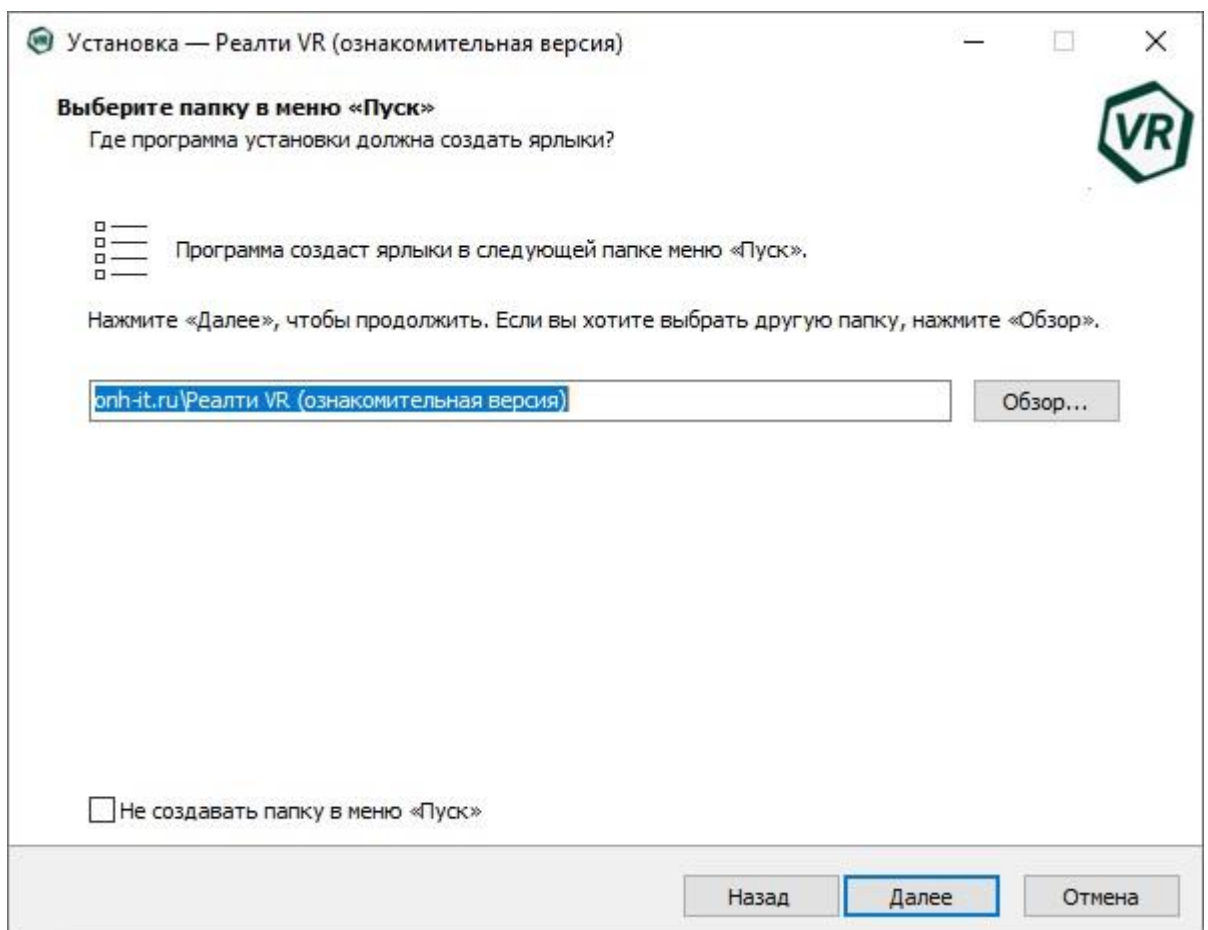 Установка — Реалти VR (ознакомительная версия)
Выберите папку в меню «Пуск»
Где программа установки должна создать ярлыки?
VR
Программа создаст ярлыки в следующей папке меню «Пуск».
Нажмите «Далее», чтобы продолжить. Если вы хотите выбрать другую папку, нажмите «Обзор».
onh-it.ru\Реалти VR (ознакомительная версия)
Обзор...
Не создавать папку в меню «Пуск»
Назад
Далее
Отмена